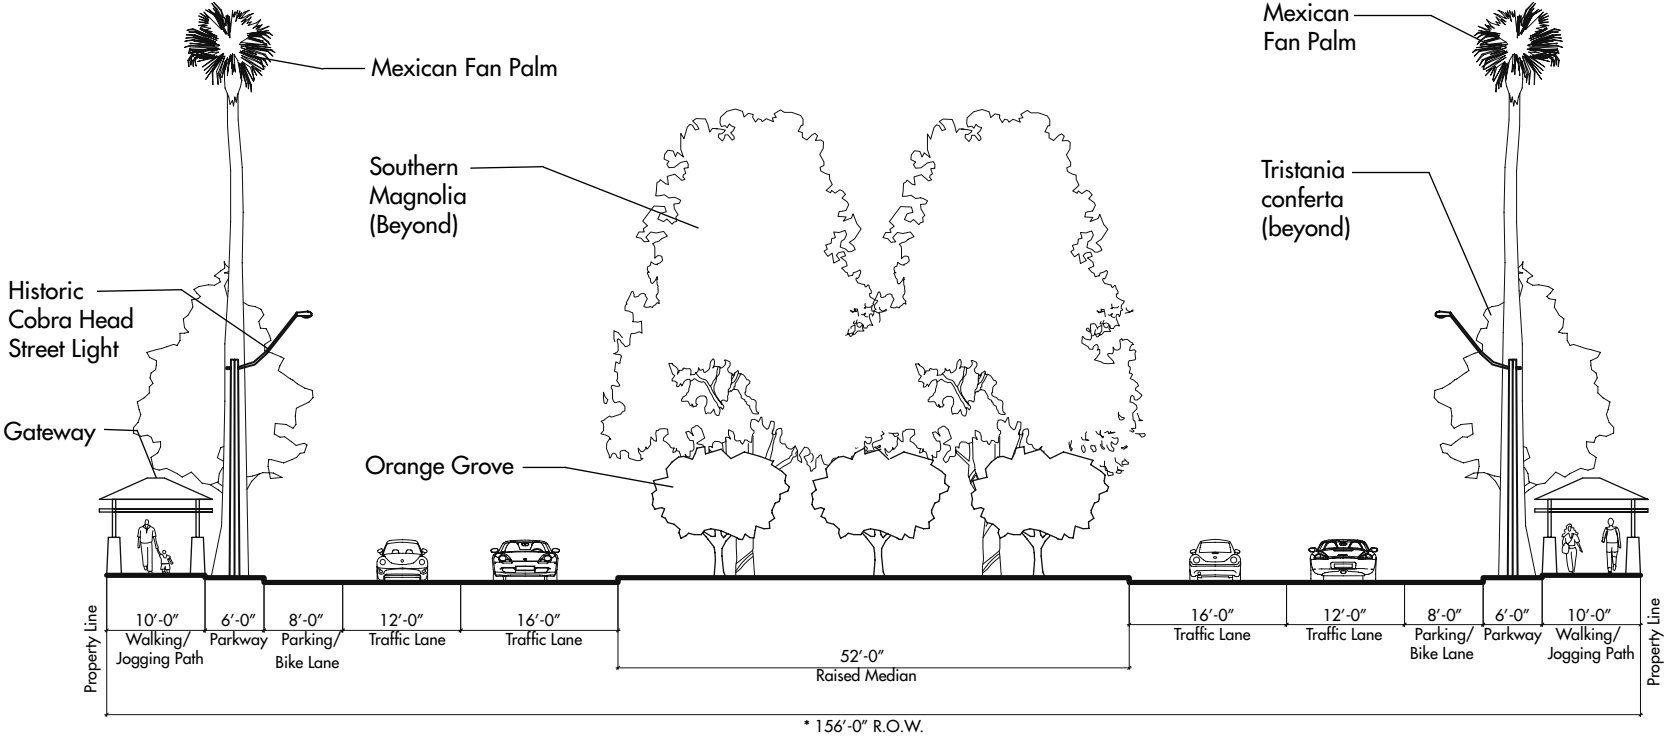 Mexican Fan Palm
Mexican
Fan Palm
Southern
Magnolia
(Beyond)
Tristania
conferta
(beyond)
Historic
Cobra Head
Street Light
Gateway
Orange Grove
Property Line
10'-0"
Walking/
Jogging Path
6'-0"
Parkway
8'-0"
Parking/
Bike Lane
12'-0"
Traffic Lane
16'-0"
Traffic Lane
52'-0"
Raised Median
16'-0"
Traffic Lane
12'-0"
Traffic Lane
8'-0"
Parking/
Bike Lane
6'-0"
Parkway
10'-0"
Walking/
Jogging Path
Property Line
* 156'-0" R.O.W.